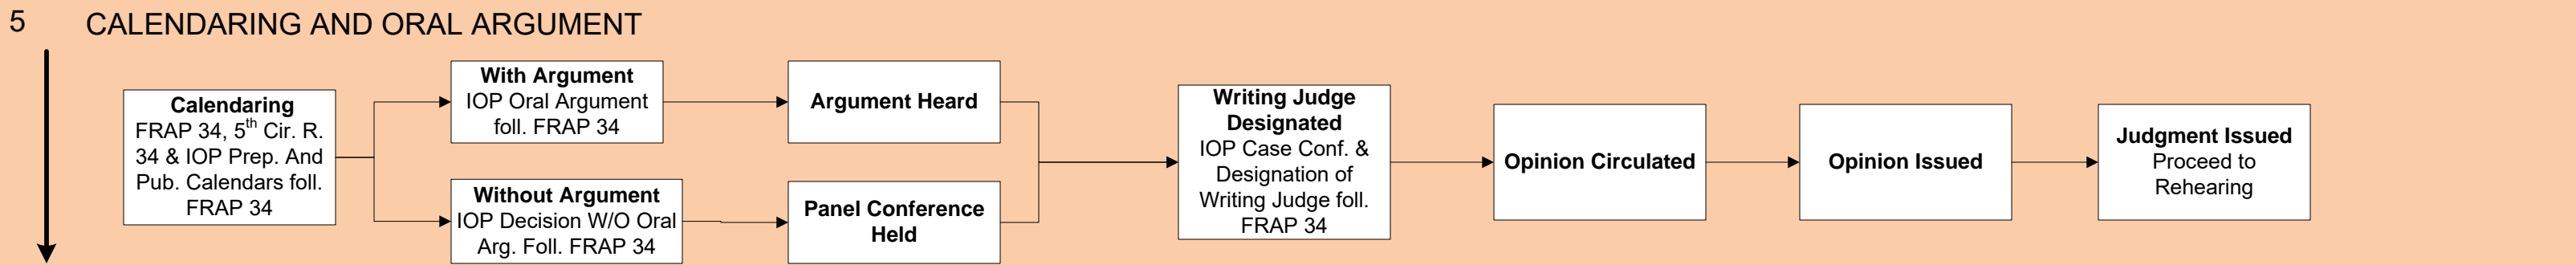 5
CALENDARING AND ORAL ARGUMENT
Calendaring
FRAP 34, 5th Cir. R.
34 & IOP Prep. And
Pub. Calendars foll.
FRAP 34
With Argument
IOP Oral Argument
foll. FRAP 34
Without Argument
IOP Decision W/O Oral
Arg. Foll. FRAP 34
Argument Heard
Panel Conference
Held
Writing Judge
Designated
IOP Case Conf. &
Designation of
Writing Judge foll.
FRAP 34
Opinion Circulated
Opinion Issued
Judgment Issued
Proceed to
Rehearing